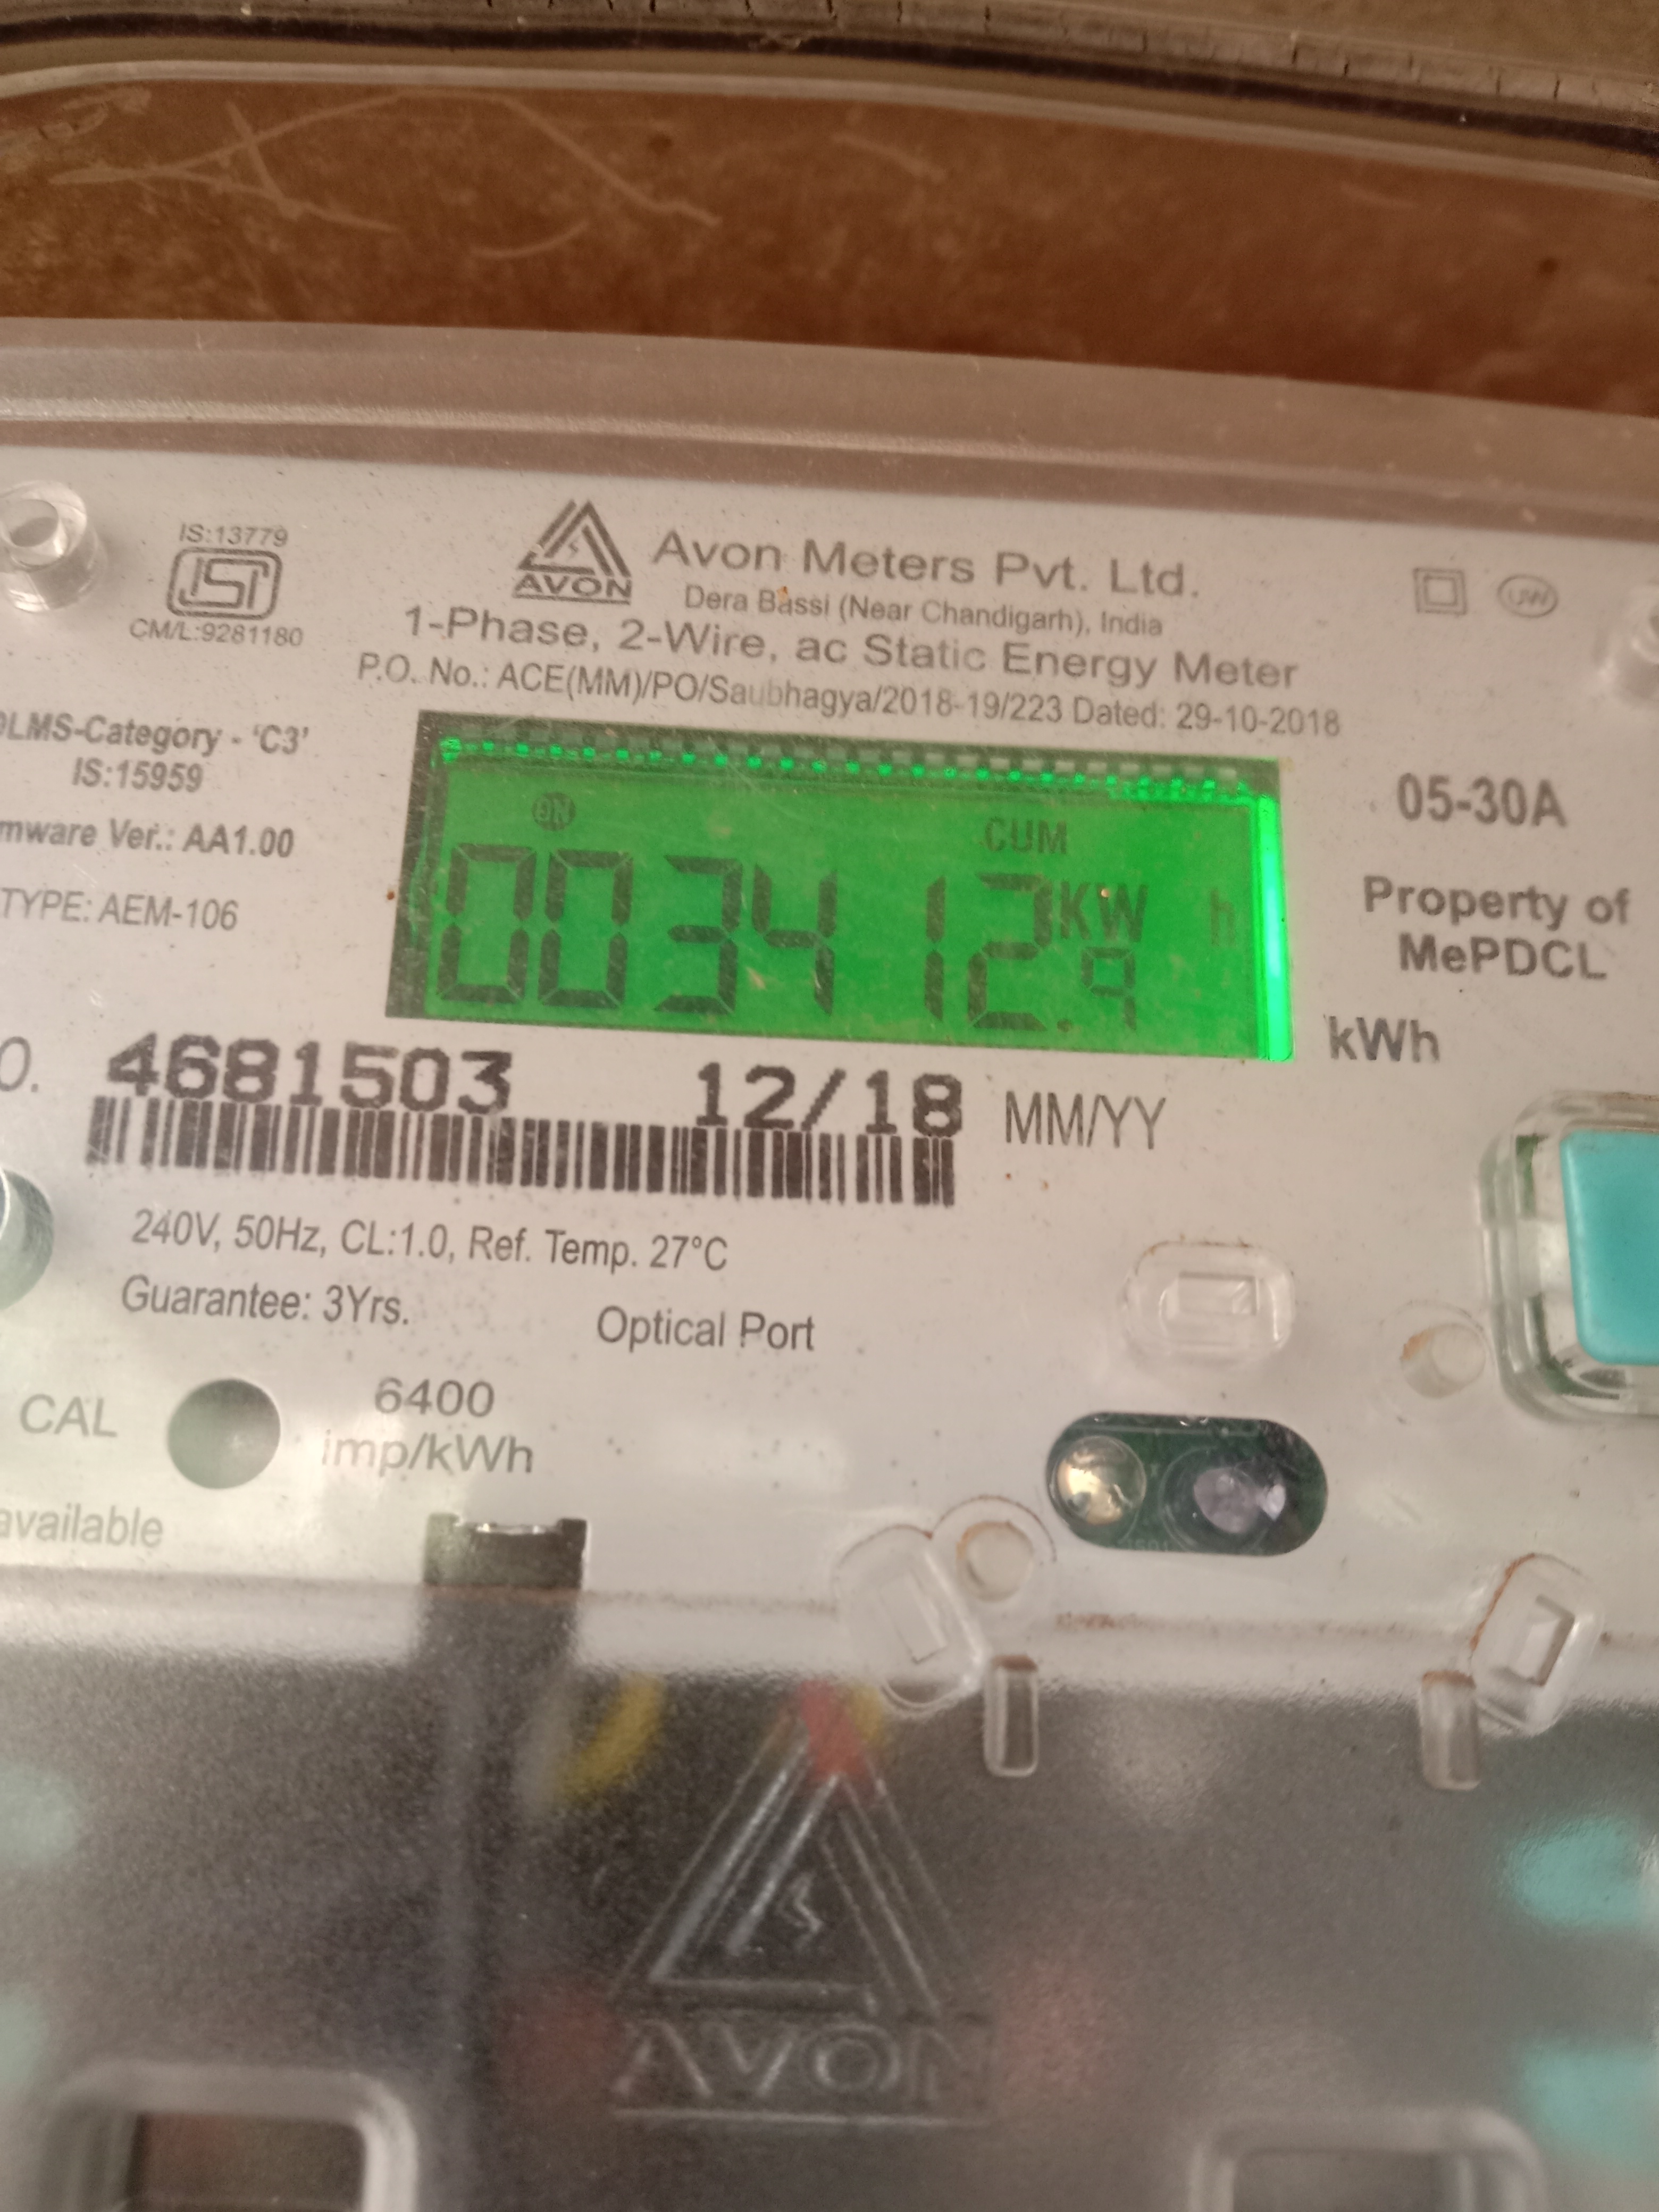 IS:13779
ISI
CM/L:9281180
AVON
Avon Meters Pvt. Ltd.
Dera Bassi (Near Chandigarh), India
1-Phase, 2-Wire, ac Static Energy Meter
P.O. No.: ACE(MM)/PO/Saubhagya/2018-19/223 Dated: 29-10-2018
DLMS-Category - ‘C3’
IS:15959
mware Ver.: AA1.00
TYPE: AEM-106
ON
CUM
003412.9 KW h
05-30A
Property of
MePDCL
kWh
O. 4681503 12/18 MM/YY
240V, 50Hz, CL:1.0, Ref. Temp. 27°C
Guarantee: 3Yrs.
Optical Port
CAL
6400
imp/kWh
available
AVON